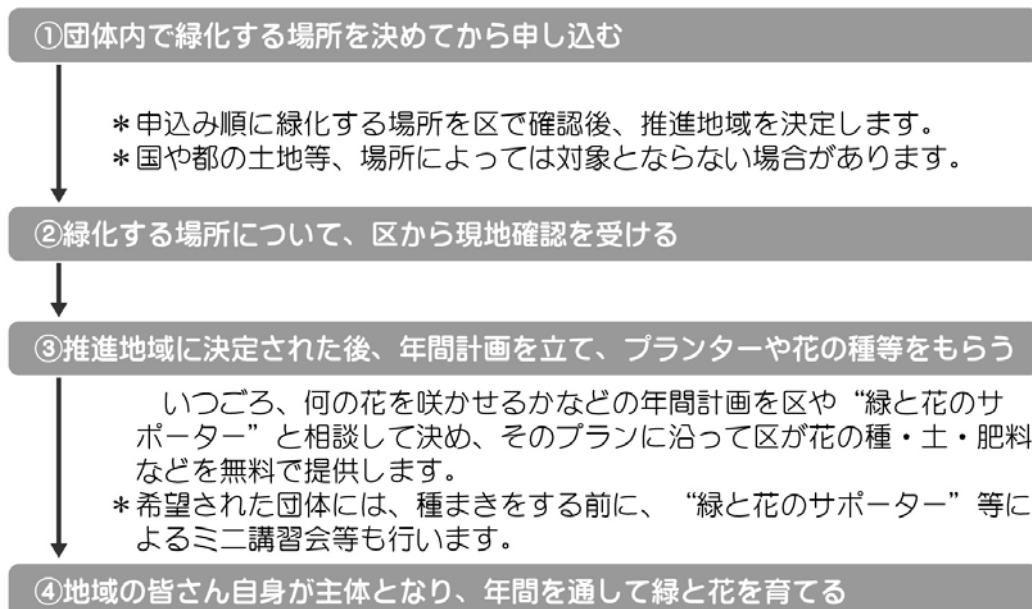 ①団体内で緑化する場所を決めてから申し込む
＊申込み順に緑化する場所を区で確認後、推進地域を決定します。
＊国や都の土地等、場所によっては対象とならない場合があります。
②緑化する場所について、区から現地確認を受ける
③推進地域に決定された後、年間計画を立て、プランターや花の種等をもらう
いつごろ、何の花を咲かせるかなどの年間計画を区や“緑と花のサ
ポーター”と相談して決め、そのプランに沿って区が花の種・土・肥料
などを無料で提供します。
＊希望された団体には、種まきをする前に、“緑と花のサポーター”等に
よるミニ講習会等も行います。
④地域の皆さん自身が主体となり、年間を通して緑と花を育てる